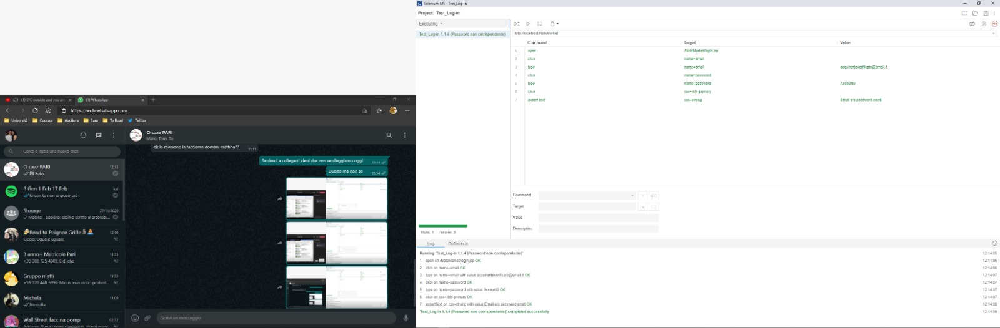 Selenium IDE - Test_Log-in
Project: Test_Log-in
Executing
Test_Log-in 1.1.4 (Password non corrispondente)
http://localhost/NoteMarket
Command Target Value
1 open /NoteMarket/login.jsp
2 click name=email
3 type name=email acquirenteverificato@email.it
4 click name=password
5 type name=password Account0
6 click css=.btn-primary
7 assert text css=strong Email e/o password errati
Command
Target
Value
Description
Runs: 1 Failures: 0
Log Reference
Running 'Test_Log-in 1.1.4 (Password non corrispondente)' 12:14:05
1. open on /NoteMarket/login.jsp OK 12:14:06
2. click on name=email OK 12:14:06
3. type on name=email with value acquirenteverificato@email.it OK 12:14:07
4. click on name=password OK 12:14:07
5. type on name=password with value Account0 OK 12:14:07
6. click on css=.btn-primary OK 12:14:07
7. assertText on css=strong with value Email e/o password errati OK 12:14:08
'Test_Log-in 1.1.4 (Password non corrispondente)' completed successfully 12:14:08
(1) 0°C outside and you are
(1) WhatsApp
https://web.whatsapp.com
Università Courses Auctions Sara To Read Twitter
Cerca o inizia una nuova chat
O cazz PARI 12:13
Foto
8 Gen 1 Feb 17 Feb ieri
Io con te non ci gioco più
Storage 27/11/2020
Mobile: I appello: esame scritto mercoledì...
Road to Poignee Griffe 12:10
Ciccio: Uguale uguale
3 anno~ Matricole Pari 11:55
+39 388 725 4609: E di che
Gruppo matti 11:32
+39 320 440 5996: Mio nuovo video preferit...
Michela 11:09
No nulla
Wall Street facc na pomp 02:52
Adriano: Si ma i nomi conosciuti, alcuni manc...
O cazz PARI
Mario, Tony, Tu
ok la revisione la facciamo domani mattina?? 11:11
Se riesci a collegarti vieni che non se rileggiamo oggi
Dubito ma non so 11:14
Scrivi un messaggio